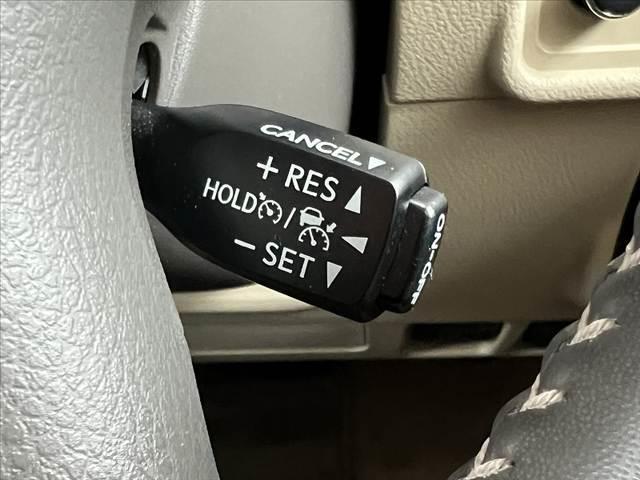 CANCEL▼
+ RES▲
HOLD /
− SET▼
ON-OFF